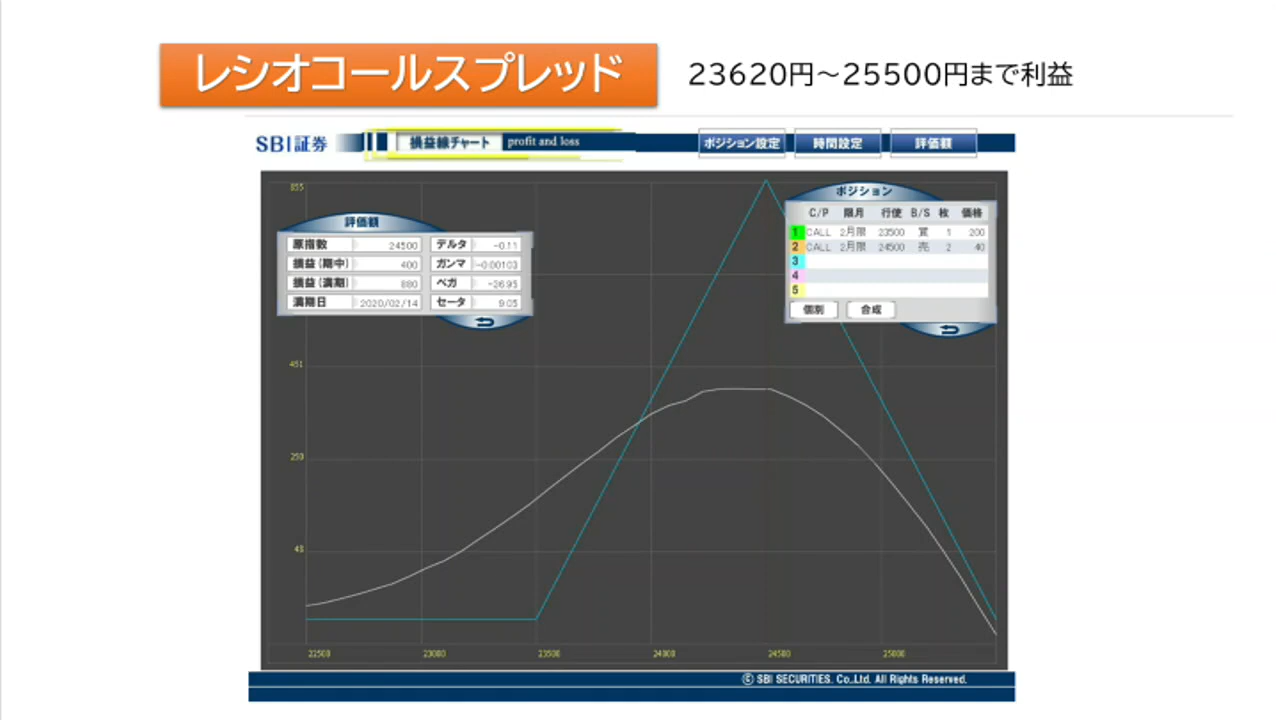 レシオコールスプレッド
23620円～25500円まで利益
SBI証券
損益線チャート profit and loss
ポジション設定 時間設定 評価額
855
451
250
48
22500 23000 23500 24000 24500 25000
評価額
原指数 24500 デルタ -0.11
損益(期中) 400 ガンマ -0.00103
損益(満期) 880 ベガ -26.93
満期日 2020/02/14 セータ 9.05
ポジション
C/P 限月 行使 B/S 枚 価格
1 CALL 2月限 23500 買 1 200
2 CALL 2月限 24500 売 2 40
3
4
5
個別 合成
© SBI SECURITIES. Co.,Ltd. All Rights Reserved.